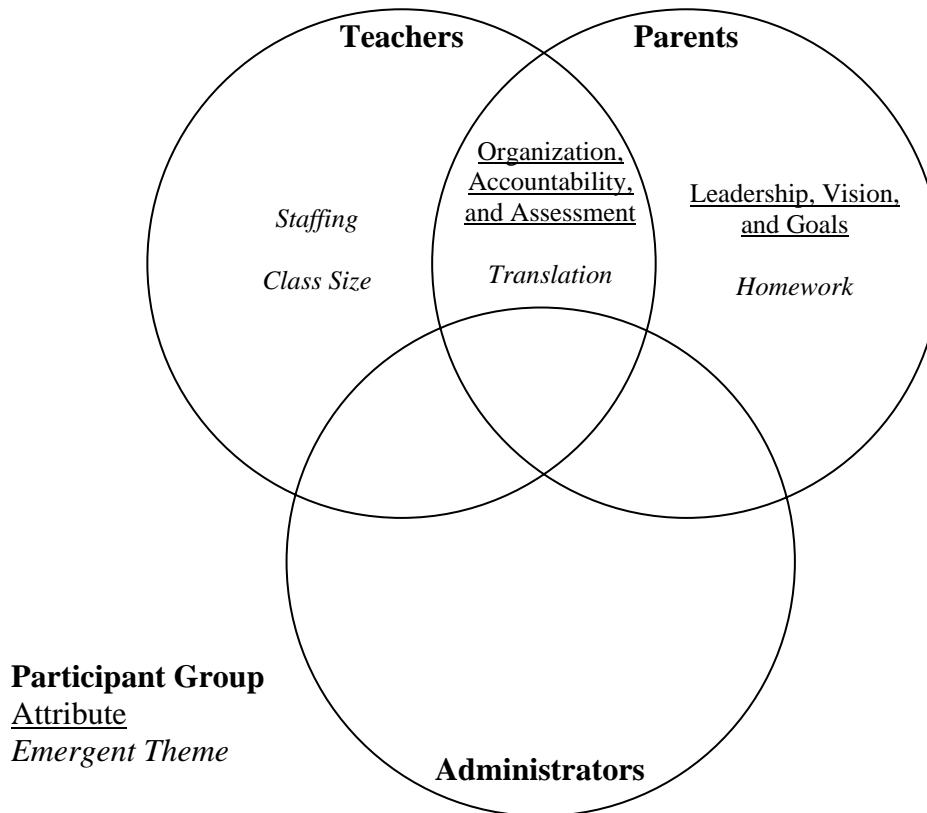 Teachers
Parents
Organization,
Accountability,
and Assessment
Translation
Staffing
Class Size
Leadership, Vision,
and Goals
Homework
Participant Group
Attribute
Emergent Theme
Administrators